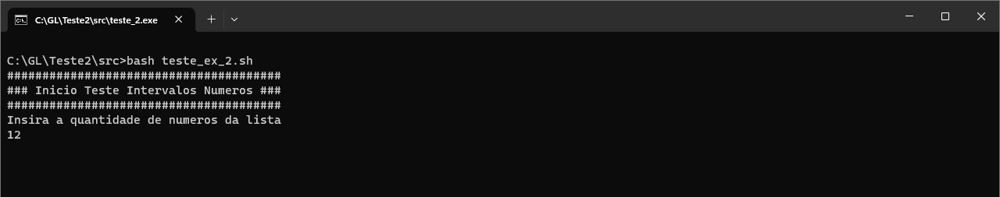 C:\GL\Teste2\src\teste_2.exe
C:\GL\Teste2\src>bash teste_ex_2.sh
#######################################
### Inicio Teste Intervalos Numeros ###
#######################################
Insira a quantidade de numeros da lista
12